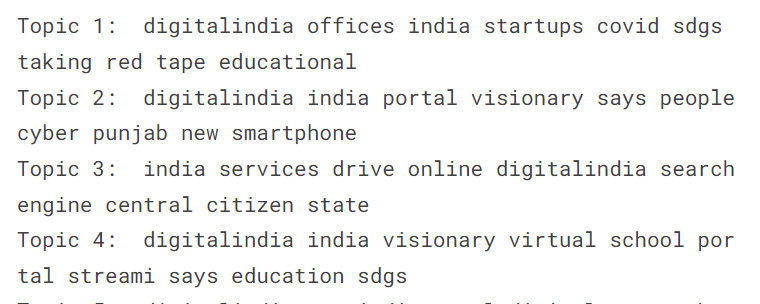 Topic 1:  digitalindia offices india startups covid sdgs
taking red tape educational
Topic 2:  digitalindia india portal visionary says people
cyber punjab new smartphone
Topic 3:  india services drive online digitalindia search
engine central citizen state
Topic 4:  digitalindia india visionary virtual school por
tal streami says education sdgs